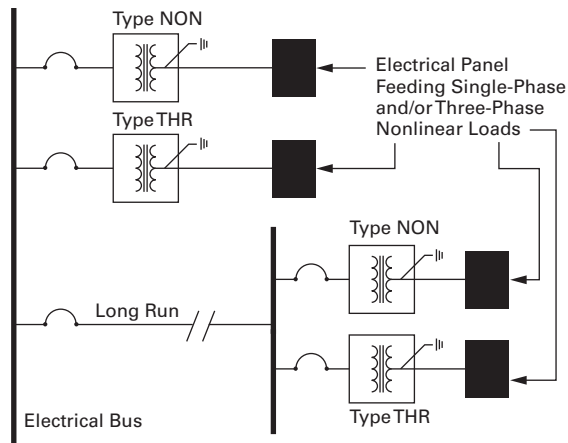 Type NON
Electrical Panel
Feeding Single-Phase
and/or Three-Phase
Nonlinear Loads
Type THR
Type NON
Long Run
Electrical Bus
Type THR